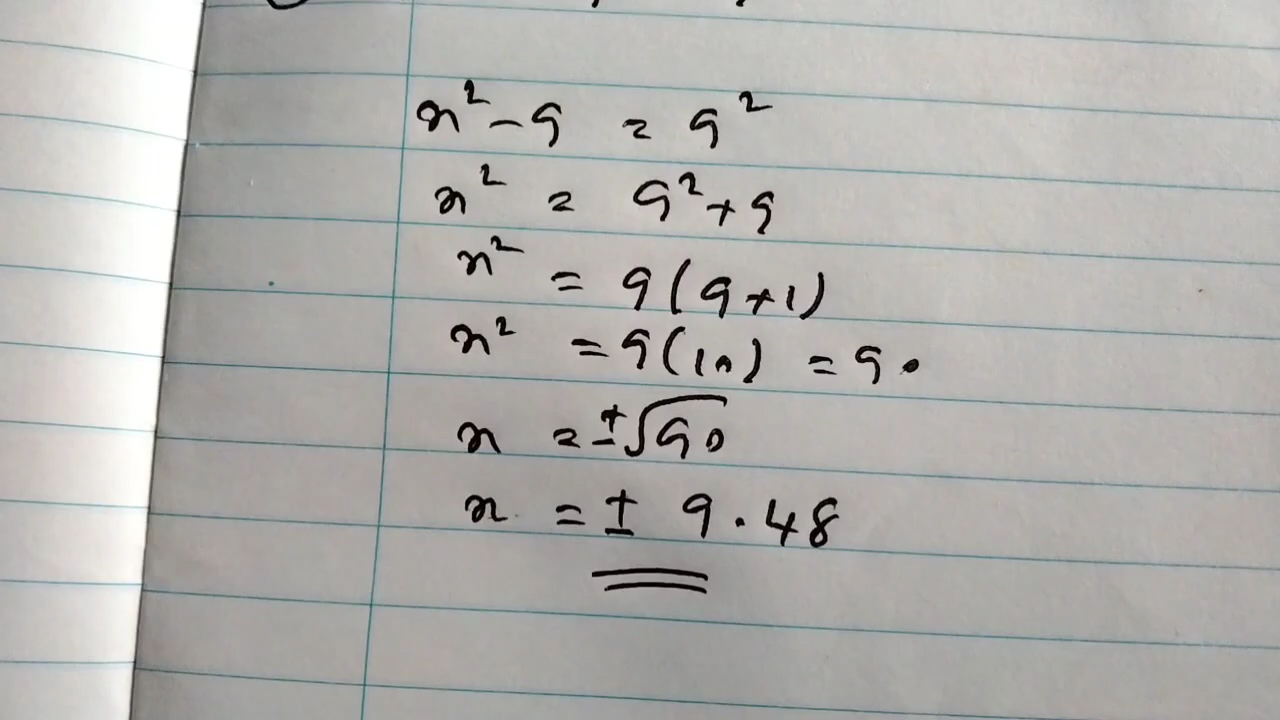 x² - 9 = 9²
x² = 9² + 9
x² = 9(9+1)
x² = 9(10) = 90
x = ±√90
x = ± 9.48